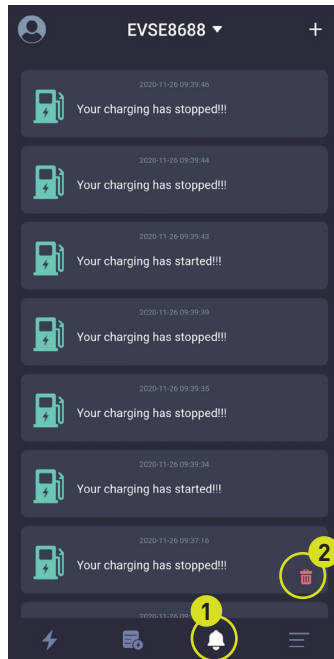 EVSE8688
2020-11-26 09:39:46
Your charging has stopped!!!
2020-11-26 09:39:44
Your charging has stopped!!!
2020-11-26 09:39:43
Your charging has started!!!
2020-11-26 09:39:39
Your charging has stopped!!!
2020-11-26 09:39:35
Your charging has stopped!!!
2020-11-26 09:39:34
Your charging has started!!!
2020-11-26 09:37:16
Your charging has stopped!!!
2
2020-11-26
1